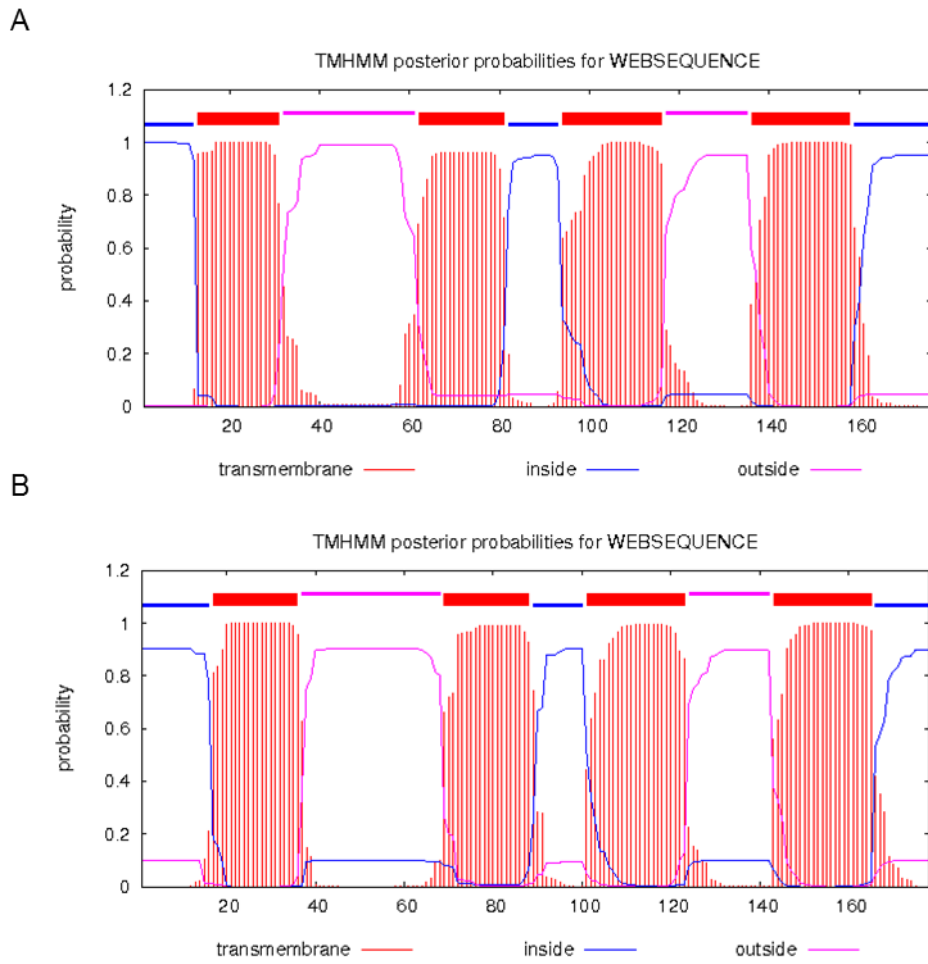 A
TMHMM posterior probabilities for WEBSEQUENCE
1.2
1
0.8
0.6
0.4
0.2
0
probability
20 40 60 80 100 120 140 160
transmembrane inside outside
B
TMHMM posterior probabilities for WEBSEQUENCE
1.2
1
0.8
0.6
0.4
0.2
0
probability
20 40 60 80 100 120 140 160
transmembrane inside outside